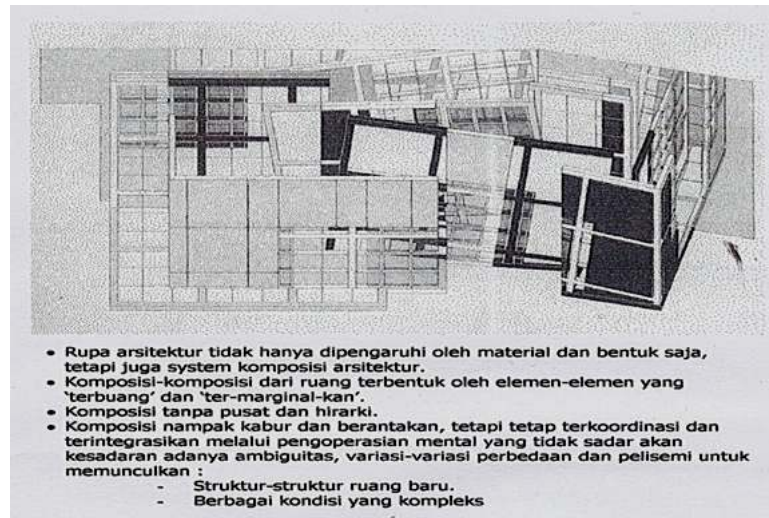 • Rupa arsitektur tidak hanya dipengaruhi oleh material dan bentuk saja,
tetapi juga system komposisi arsitektur.
• Komposisi-komposisi dari ruang terbentuk oleh elemen-elemen yang
'terbuang' dan 'ter-marginal-kan'.
• Komposisi tanpa pusat dan hirarki.
• Komposisi nampak kabur dan berantakan, tetapi tetap terkoordinasi dan
terintegrasikan melalui pengoperasian mental yang tidak sadar akan
kesadaran adanya ambiguitas, variasi-variasi perbedaan dan pelisemi untuk
memunculkan :
- Struktur-struktur ruang baru.
- Berbagai kondisi yang kompleks